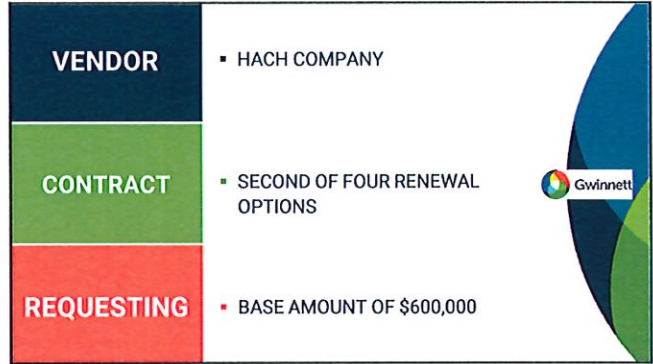 VENDOR
▪ HACH COMPANY
CONTRACT
▪ SECOND OF FOUR RENEWAL
OPTIONS
Gwinnett
REQUESTING
▪ BASE AMOUNT OF $600,000